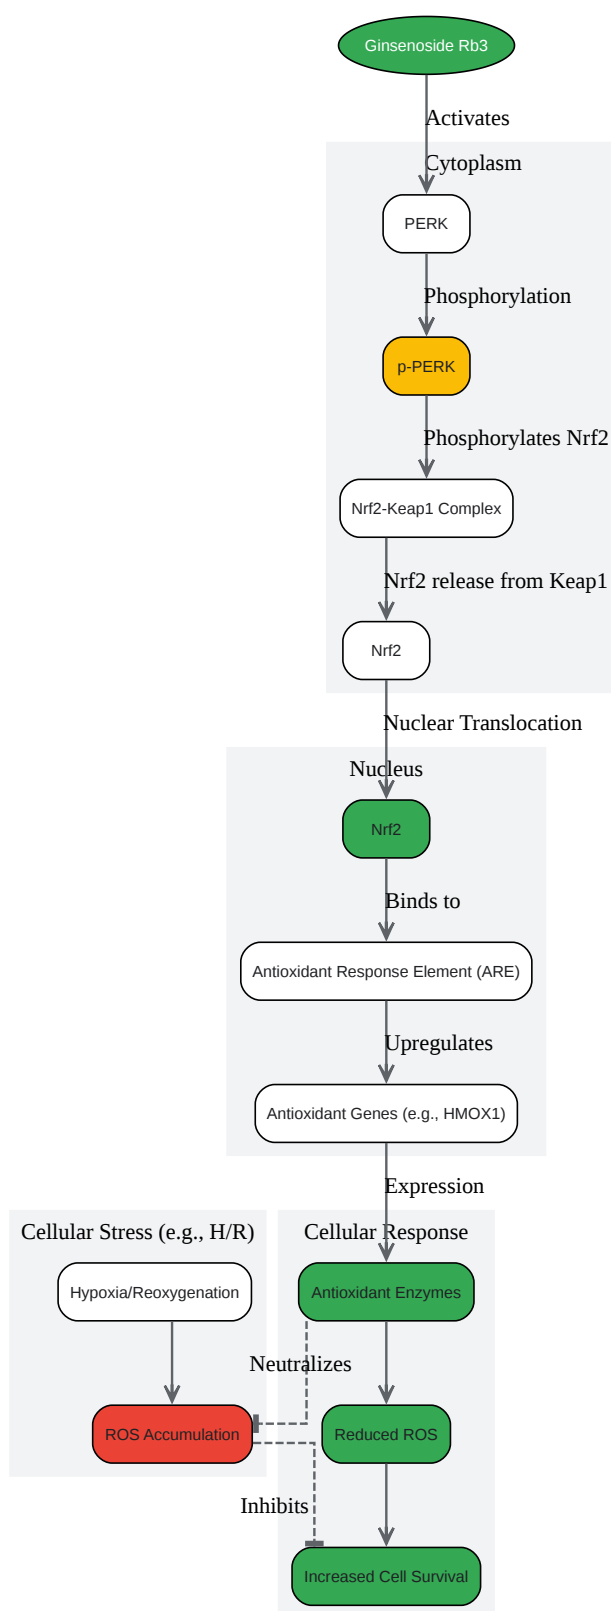 Ginsenoside Rb3
Activates
Cytoplasm
PERK
Phosphorylation
p-PERK
Phosphorylates Nrf2
Nrf2-Keap1 Complex
Nrf2 release from Keap1
Nrf2
Nuclear Translocation
Nucleus
Nrf2
Binds to
Antioxidant Response Element (ARE)
Upregulates
Antioxidant Genes (e.g., HMOX1)
Expression
Cellular Stress (e.g., H/R)
Cellular Response
Hypoxia/Reoxygenation
Antioxidant Enzymes
Neutralizes
ROS Accumulation
Reduced ROS
Inhibits
Increased Cell Survival